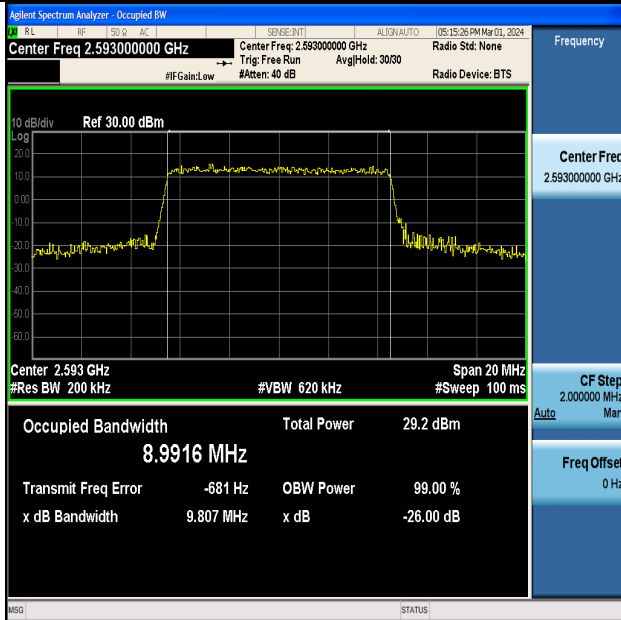 Agilent Spectrum Analyzer - Occupied BW
LXI RL RF 50 Ω AC SENSE:INT ALIGN AUTO 05:15:26 PM Mar 01, 2024
Center Freq 2.593000000 GHz
Center Freq: 2.593000000 GHz
Radio Std: None
Trig: Free Run Avg|Hold: 30/30
#IFGain:Low
#Atten: 40 dB
Radio Device: BTS
10 dB/div Ref 30.00 dBm
Log
20.0
10.0
0.00
-10.0
-20.0
-30.0
-40.0
-50.0
-60.0
Center 2.593 GHz Span 20 MHz
#Res BW 200 kHz #VBW 620 kHz #Sweep 100 ms
Occupied Bandwidth Total Power 29.2 dBm
8.9916 MHz
Transmit Freq Error -681 Hz OBW Power 99.00 %
x dB Bandwidth 9.807 MHz x dB -26.00 dB
MSG STATUS
Frequency
Center Freq
2.593000000 GHz
CF Step
2.000000 MHz
Auto Man
Freq Offset
0 Hz